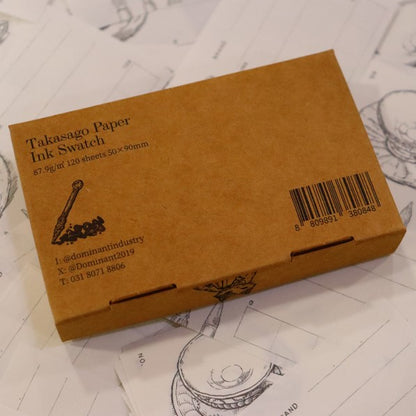 Takasago Paper
Ink Swatch
87.9g/m² 120 sheets 50×90mm
I: @dominantindustry
X: @Dominant2019
T: 031 8071 8806
8 809891 380848
NO.